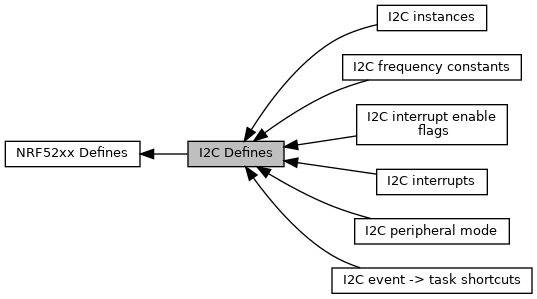 I2C instances
I2C frequency constants
I2C interrupt enable
flags
NRF52xx Defines
I2C Defines
I2C interrupts
I2C peripheral mode
I2C event -> task shortcuts